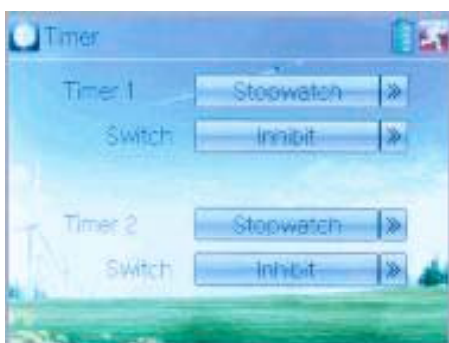 Timer
Timer 1 Stopwatch
Switch Inhibit
Timer 2 Stopwatch
Switch Inhibit